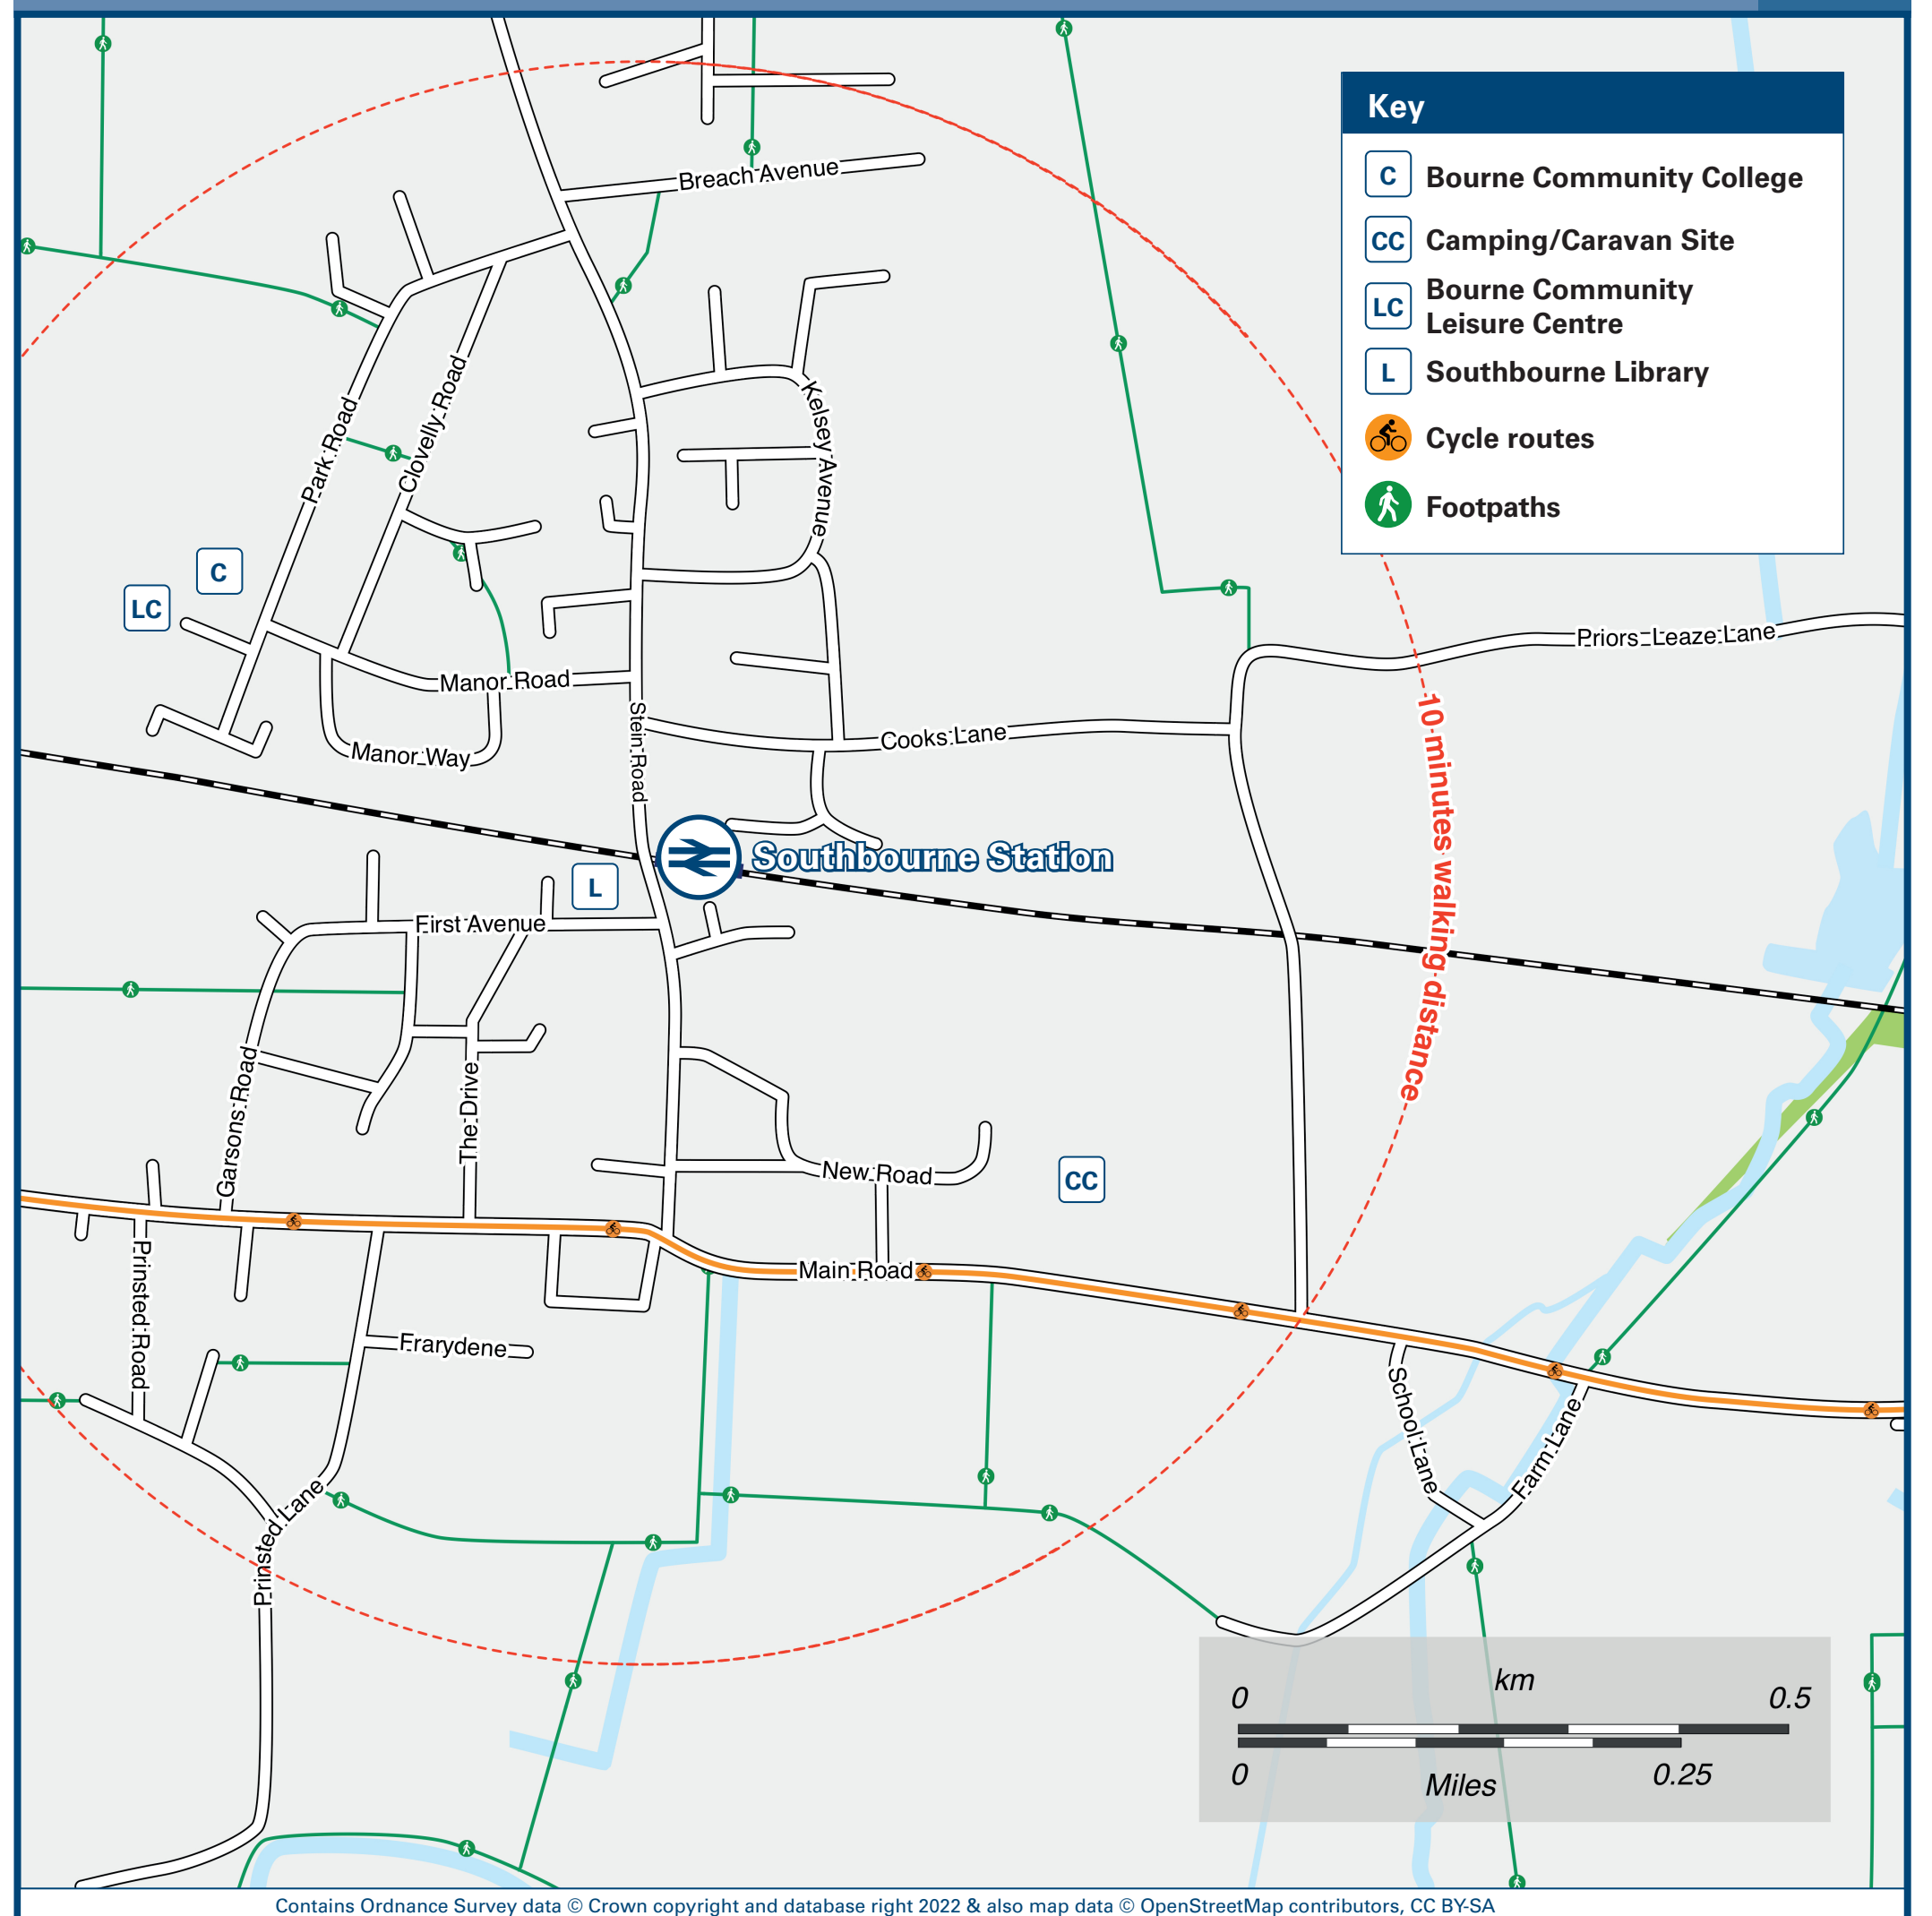 Key
C
Bourne Community College
CC
Camping/Caravan Site
LC
Bourne Community
Leisure Centre
L
Southbourne Library
Cycle routes
Footpaths
Breach Avenue
Kelsey Avenue
Clovelly Road
Park Road
C
LC
Priors Leaze Lane
Manor Road
Stein Road
Cooks Lane
Manor Way
10 minutes walking distance
Southbourne Station
L
First Avenue
Garsons Road
The Drive
New Road
CC
Main Road
Prinsted Road
Frarydene
School Lane
Farm Lane
Prinsted Lane
km
0
0.5
0
Miles
0.25
Contains Ordnance Survey data © Crown copyright and database right 2022 & also map data © OpenStreetMap contributors, CC BY-SA